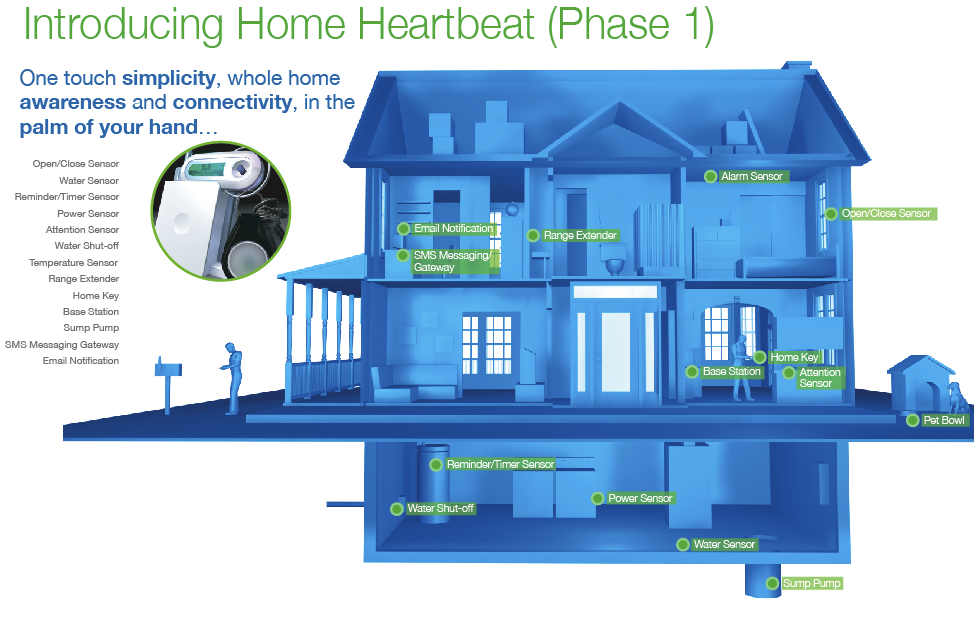 Introducing Home Heartbeat (Phase 1)
One touch simplicity, whole home
awareness and connectivity, in the
palm of your hand…
Open/Close Sensor
Water Sensor
Reminder/Timer Sensor
Power Sensor
Attention Sensor
Water Shut-off
Temperature Sensor
Range Extender
Home Key
Base Station
Sump Pump
SMS Messaging Gateway
Email Notification
Alarm Sensor
Open/Close Sensor
Email Notification
Range Extender
SMS Messaging/
Gateway
Home Key
Base Station
Attention
Sensor
Pet Bowl
Reminder/Timer Sensor
Power Sensor
Water Shut-off
Water Sensor
Sump Pump